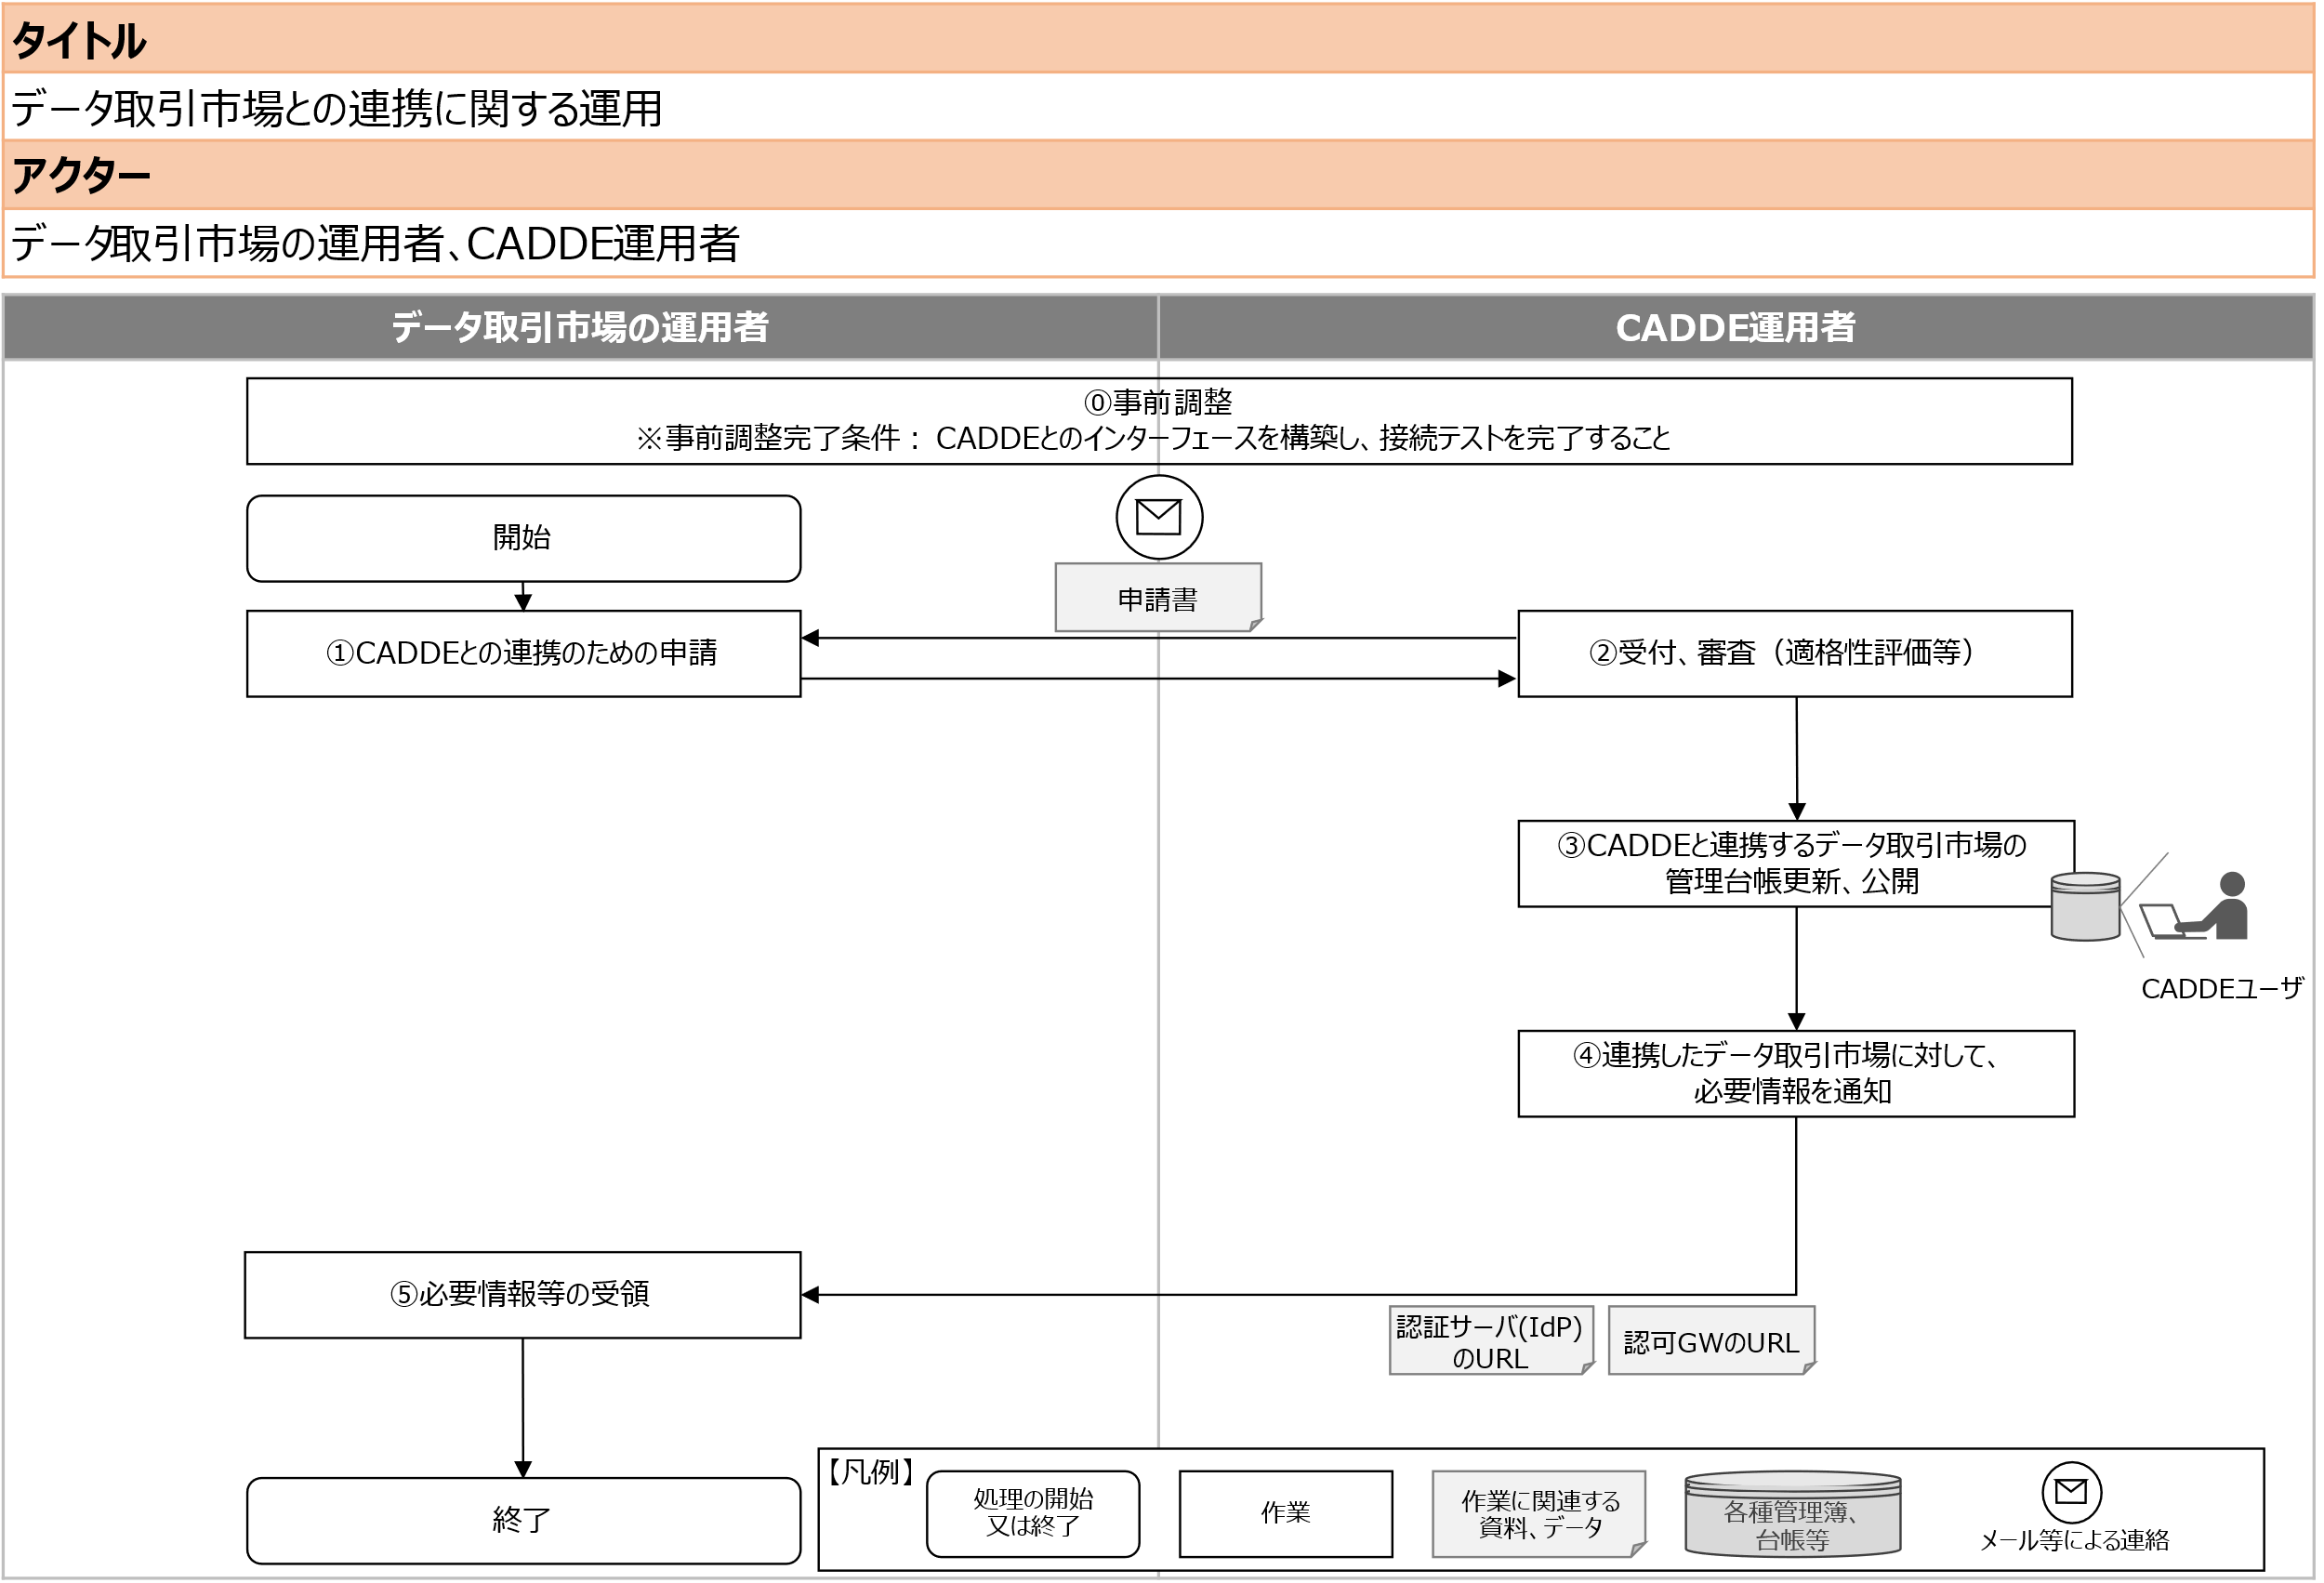 タイトル
データ取引市場との連携に関する運用
アクター
データ取引市場の運用者、CADDE運用者
データ取引市場の運用者
CADDE運用者
⓪事前調整
※事前調整完了条件： CADDEとのインターフェースを構築し、接続テストを完了すること
開始
申請書
①CADDEとの連携のための申請
②受付、審査（適格性評価等）
③CADDEと連携するデータ取引市場の
管理台帳更新、公開
CADDEユーザ
④連携したデータ取引市場に対して、
必要情報を通知
⑤必要情報等の受領
認証サーバ(IdP)
のURL
認可GWのURL
終了
【凡例】
処理の開始
又は終了
作業
作業に関連する
資料、データ
各種管理簿、
台帳等
メール等による連絡